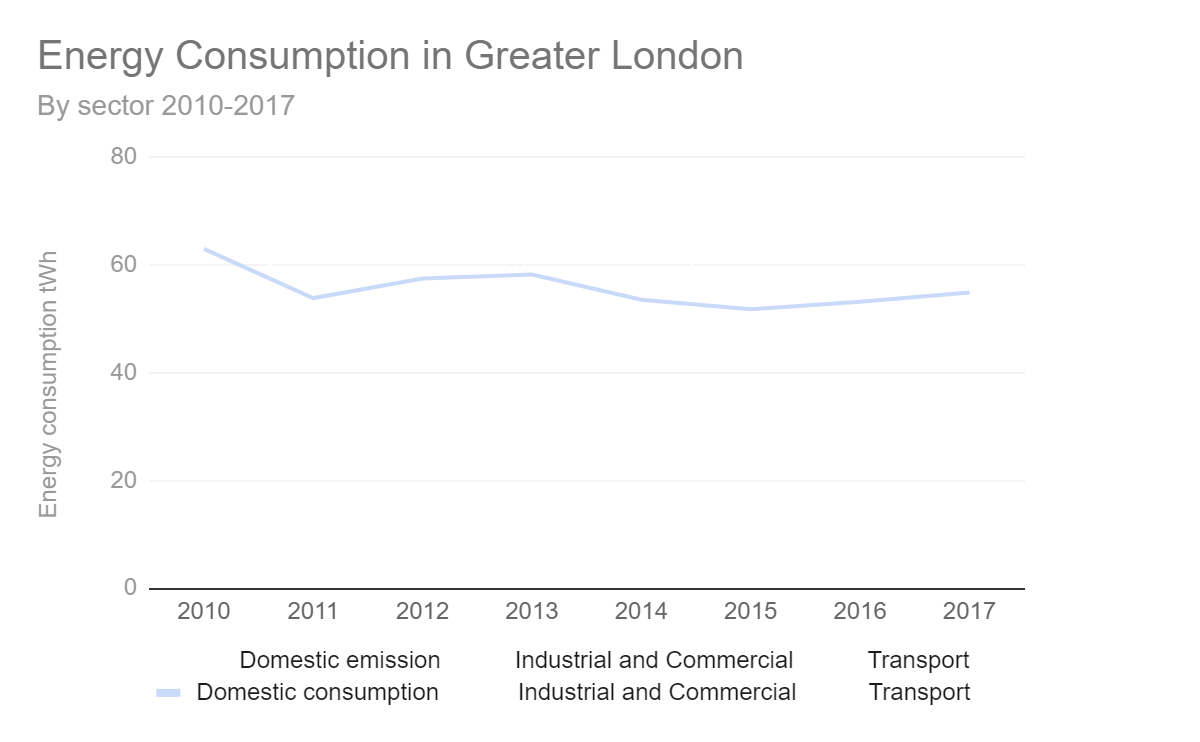 Energy Consumption in Greater London
By sector 2010-2017
Energy consumption tWh
80
60
40
20
0
2010 2011 2012 2013 2014 2015 2016 2017
Domestic emission Industrial and Commercial Transport
Domestic consumption Industrial and Commercial Transport